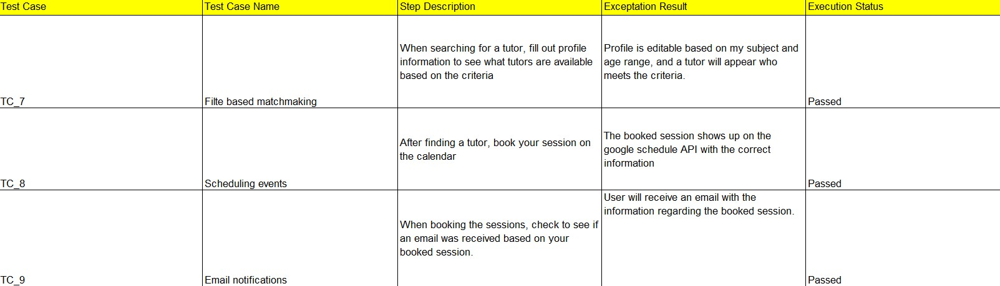 Test Case
Test Case Name
Step Description
Exceptation Result
Execution Status
TC_7
Filte based matchmaking
When searching for a tutor, fill out profile
information to see what tutors are available
based on the criteria
Profile is editable based on my subject and
age range, and a tutor will appear who
meets the criteria.
Passed
TC_8
Scheduling events
After finding a tutor, book your session on
the calendar
The booked session shows up on the
google schedule API with the correct
information
Passed
TC_9
Email notifications
When booking the sessions, check to see if
an email was received based on your
booked session.
User will receive an email with the
information regarding the booked session.
Passed